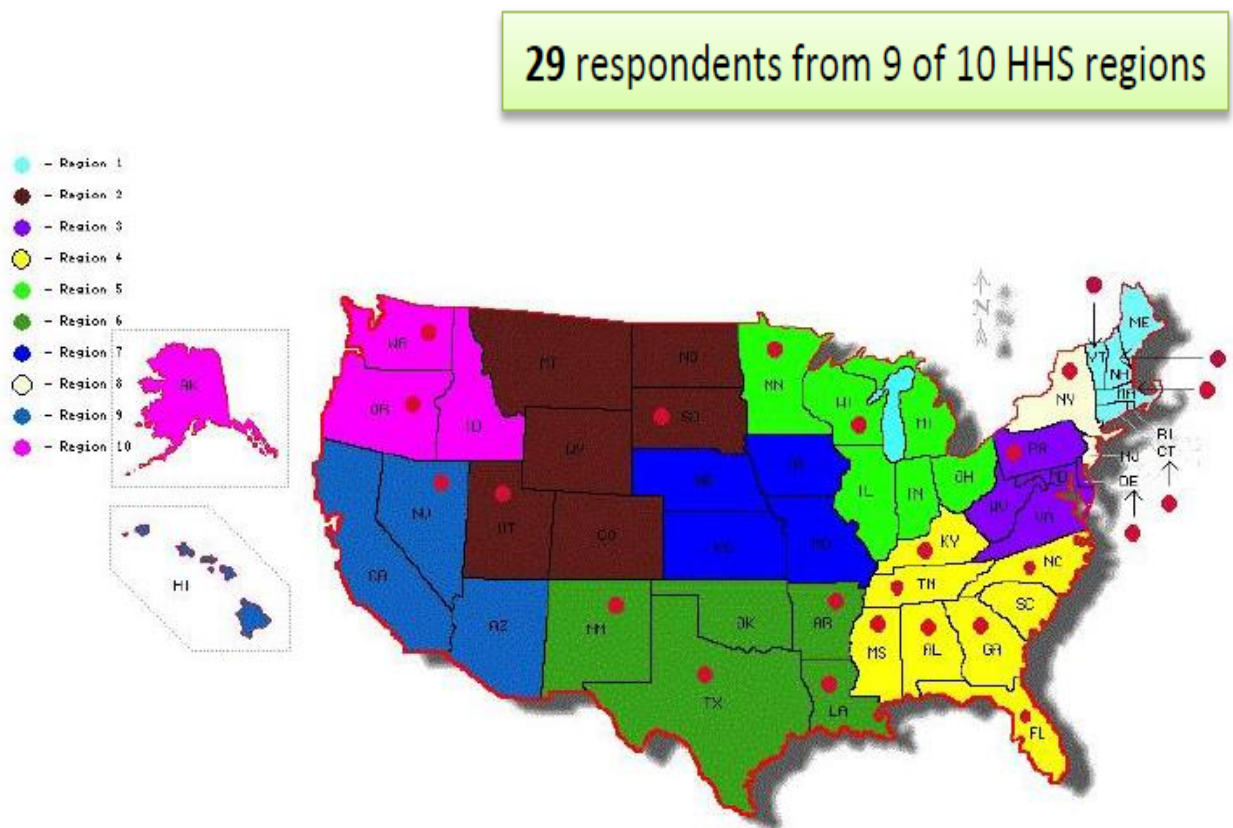 29 respondents from 9 of 10 HHS regions
- Region 1
- Region 2
- Region 3
- Region 4
- Region 5
- Region 6
- Region 7
- Region 8
- Region 9
- Region 10
N
ME
VT
NH
MA
WA
MT
ND
MN
AK
OR
ID
SD
WI
MI
NY
WY
PA
RI
CT
NJ
DE
MD
IA
OH
IL
IN
NV
UT
CO
MO
WV
VA
KY
CA
NC
TN
HI
SC
AZ
NM
OK
AR
MS
AL
GA
TX
LA
FL